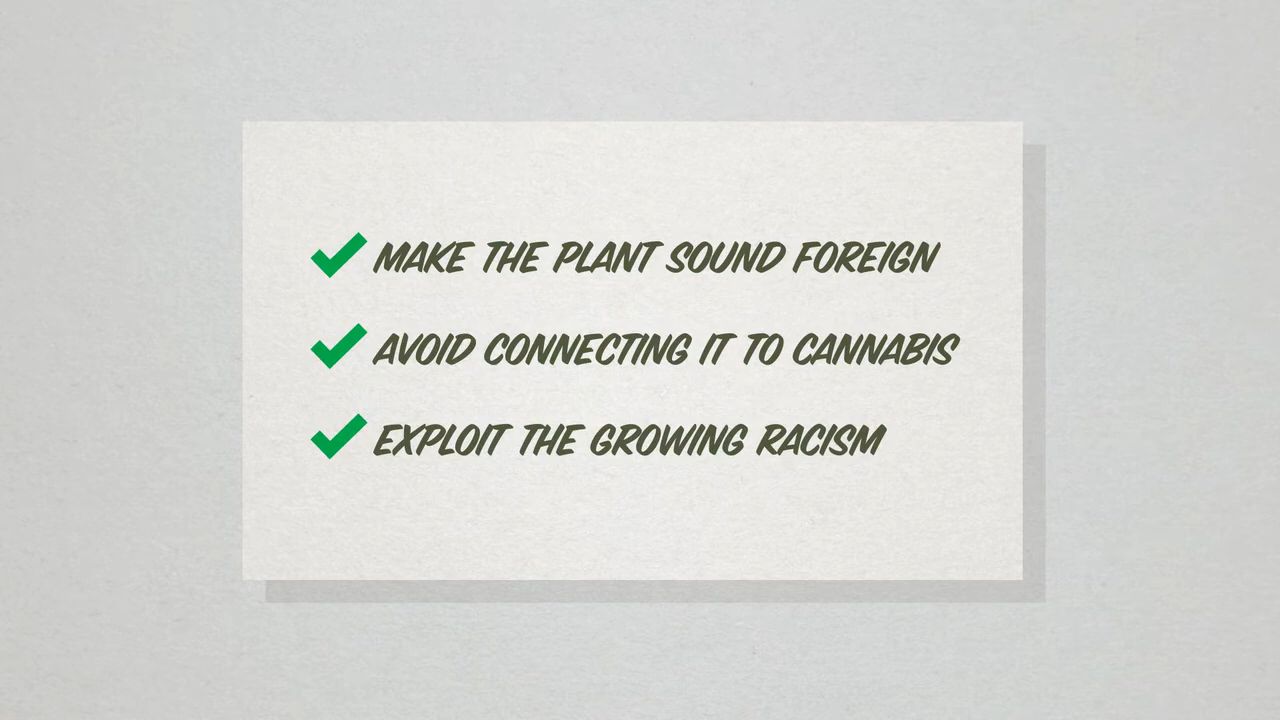 MAKE THE PLANT SOUND FOREIGN
AVOID CONNECTING IT TO CANNABIS
EXPLOIT THE GROWING RACISM